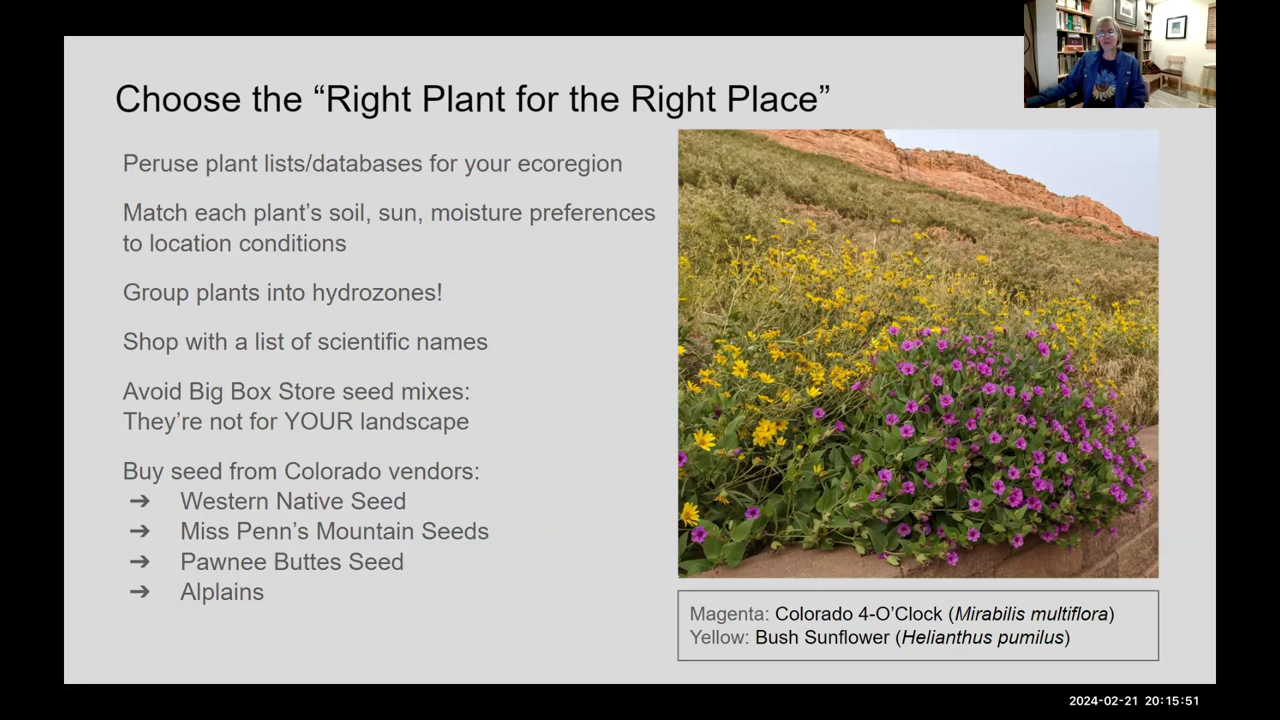 Choose the “Right Plant for the Right Place”
Peruse plant lists/databases for your ecoregion
Match each plant’s soil, sun, moisture preferences
to location conditions
Group plants into hydrozones!
Shop with a list of scientific names
Avoid Big Box Store seed mixes:
They’re not for YOUR landscape
Buy seed from Colorado vendors:
➔ Western Native Seed
➔ Miss Penn’s Mountain Seeds
➔ Pawnee Buttes Seed
➔ Alplains
Magenta: Colorado 4-O’Clock (Mirabilis multiflora)
Yellow: Bush Sunflower (Helianthus pumilus)
2024-02-21 20:15:51